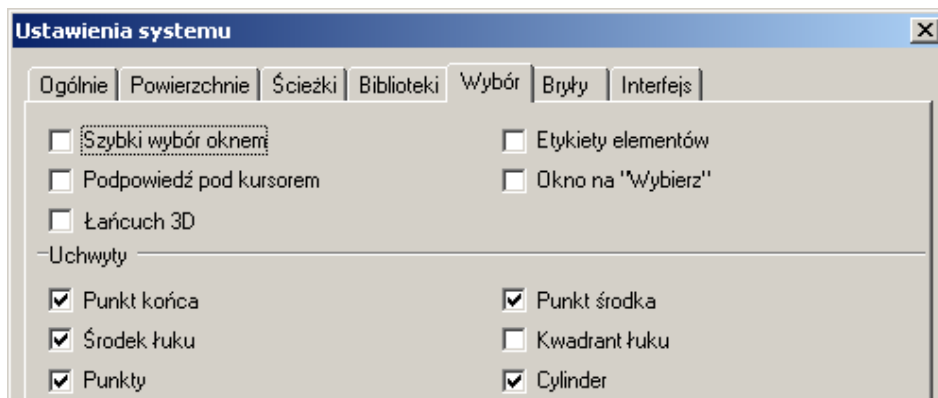 Ustawienia systemu
Ogólnie Powierzchnie Ścieżki Biblioteki Wybór Bryły Interfejs
Szybki wybór oknem Etykiety elementów
Podpowiedź pod kursorem Okno na "Wybierz"
Łańcuch 3D
Uchwyty
Punkt końca Punkt środka
Środek łuku Kwadrant łuku
Punkty Cylinder